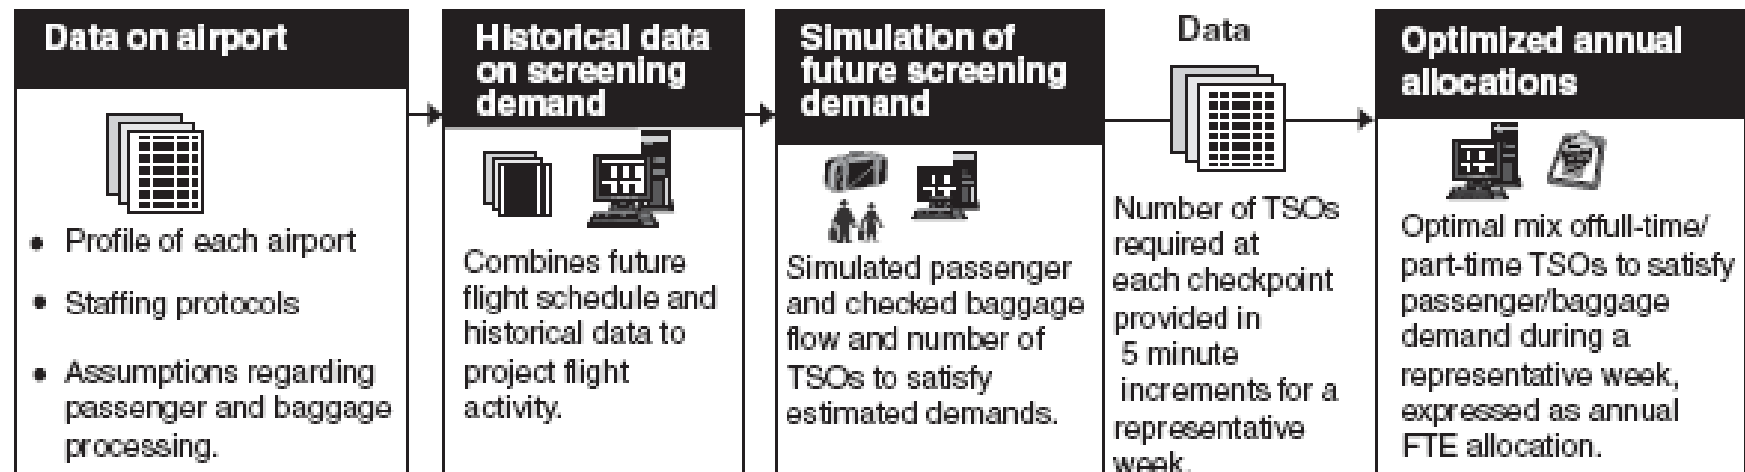 Data on airport
• Profile of each airport
• Staffing protocols
• Assumptions regarding
passenger and baggage
processing.
Historical data
on screening
demand
Combines future
flight schedule and
historical data to
project flight
activity.
Simulation of
future screening
demand
Simulated passenger
and checked baggage
flow and number of
TSOs to satisfy
estimated demands.
Data
Number of TSOs
required at
each checkpoint
provided in
5 minute
increments for a
representative
week.
Optimized annual
allocations
Optimal mix offull-time/
part-time TSOs to satisfy
passenger/baggage
demand during a
representative week,
expressed as annual
FTE allocation.